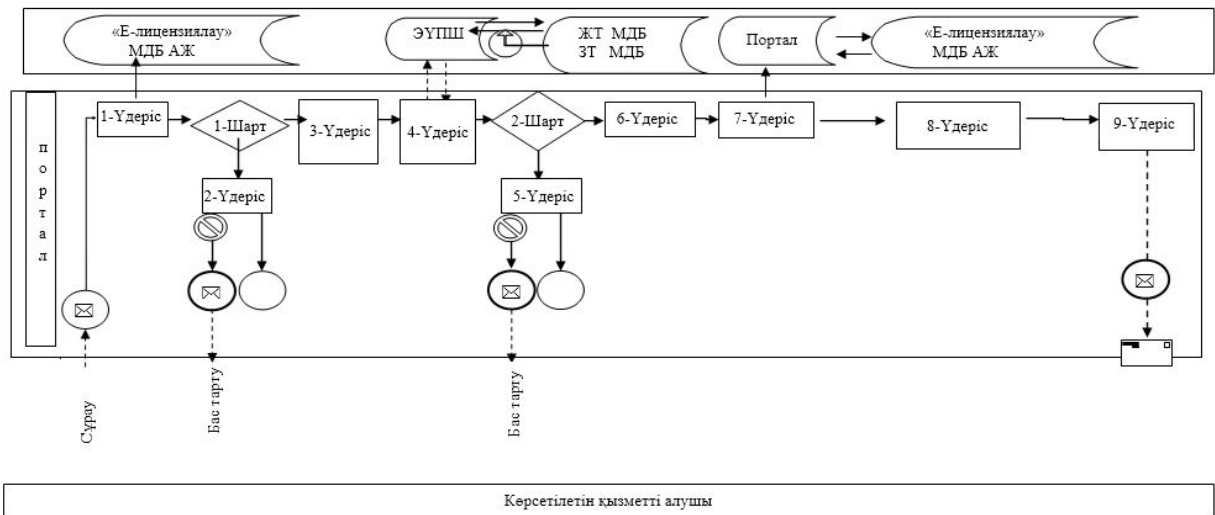 «Е-лицензиялау»
МДБ АЖ
ЭҮПШ
ЖТ МДБ
ЗТ МДБ
Портал
«Е-лицензиялау»
МДБ АЖ
1-Үдеріс
1-Шарт
3-Үдеріс
4-Үдеріс
2-Шарт
6-Үдеріс
7-Үдеріс
8-Үдеріс
9-Үдеріс
2-Үдеріс
5-Үдеріс
портал
Сұрау
Бас тарту
Бас тарту
Көрсетілетін қызметті алушы